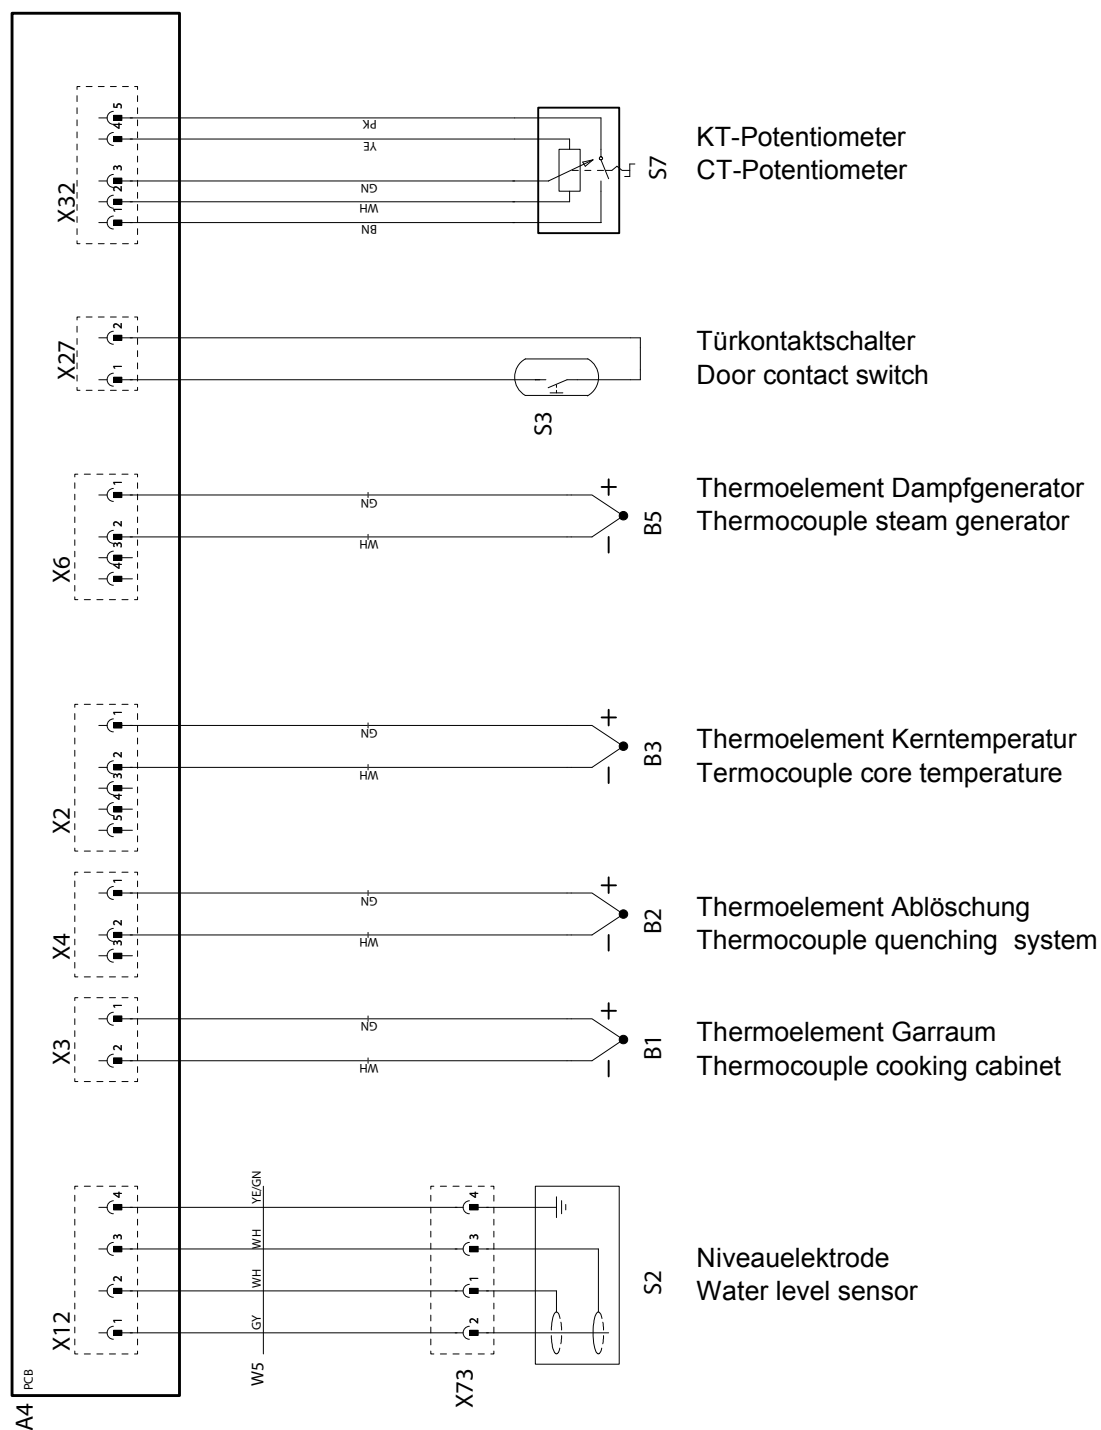 5
4
3
2
1
X32
PK
YE
GN
WH
BN
S7
KT-Potentiometer
CT-Potentiometer
2
1
X27
S3
Türkontaktschalter
Door contact switch
1
2
3
4
X6
GN
WH
+
−
B5
Thermoelement Dampfgenerator
Thermocouple steam generator
1
2
3
4
5
X2
GN
WH
+
−
B3
Thermoelement Kerntemperatur
Termocouple core temperature
1
2
3
X4
GN
WH
+
−
B2
Thermoelement Ablöschung
Thermocouple quenching system
1
2
X3
GN
WH
+
−
B1
Thermoelement Garraum
Thermocouple cooking cabinet
4
3
2
1
X12
YE/GN
WH
WH
GY
W5
4
3
1
2
X73
S2
Niveauelektrode
Water level sensor
A4 PCB